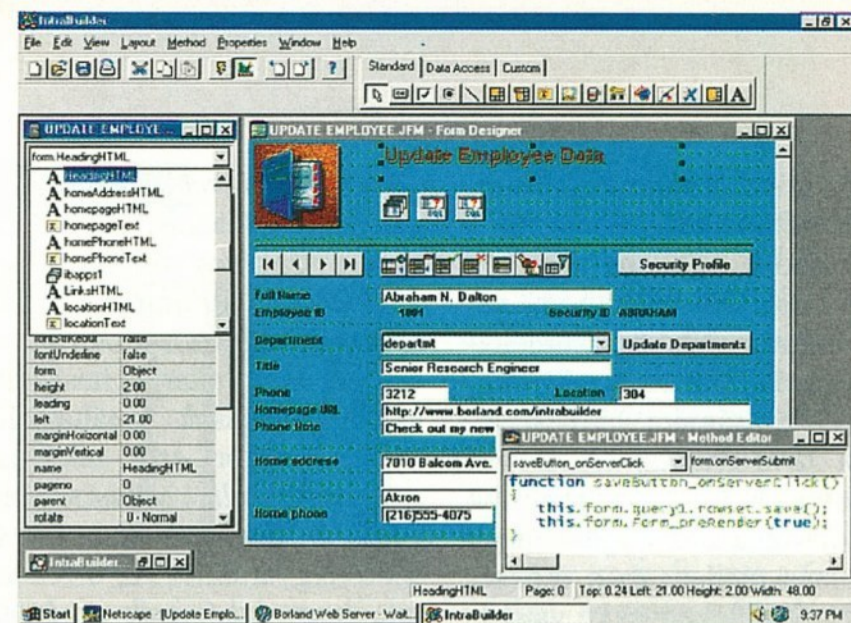 IntraBuilder
File Edit View Layout Method Properties Window Help
Standard Data Access Custom
UPDATE EMPLOYE...
form.HeadingHTML
HeadingHTML
homeAddressHTML
homepageHTML
homepageText
homePhoneHTML
homePhoneText
ibapps1
LinksHTML
locationHTML
locationText
fontStrikeout false
fontUnderline false
form Object
height 2.00
leading 0.00
left 21.00
marginHorizontal 0.00
marginVertical 0.00
name HeadingHTML
pageno 0
parent Object
rotate 0 - Normal
IntraBuilder...
UPDATE EMPLOYEE.JFM - Form Designer
Update Employee Data
SQL SQL
Security Profile
Full Name Abraham N. Dalton
Employee ID 1001 Security ID ABRAHAM
Department departmt Update Departments
Title Senior Research Engineer
Phone 3212 Location 304
Homepage URL http://www.borland.com/intrabuilder
Phone Note Check out my new
Home address 7010 Balcom Ave.
Akron
Home phone (216)555-4075
UPDATE EMPLOYEE.JFM - Method Editor
saveButton_onServerClick form.onServerSubmit
function saveButton_onServerClick()
{
this.form.query1.rowset.save();
this.form.Form_preRender(true);
}
HeadingHTML Page: 0 Top: 0.24 Left: 21.00 Height: 2.00 Width: 48.00
Start Netscape - [Update Emplo... Borland Web Server - Wait... IntraBuilder 9:37 PM